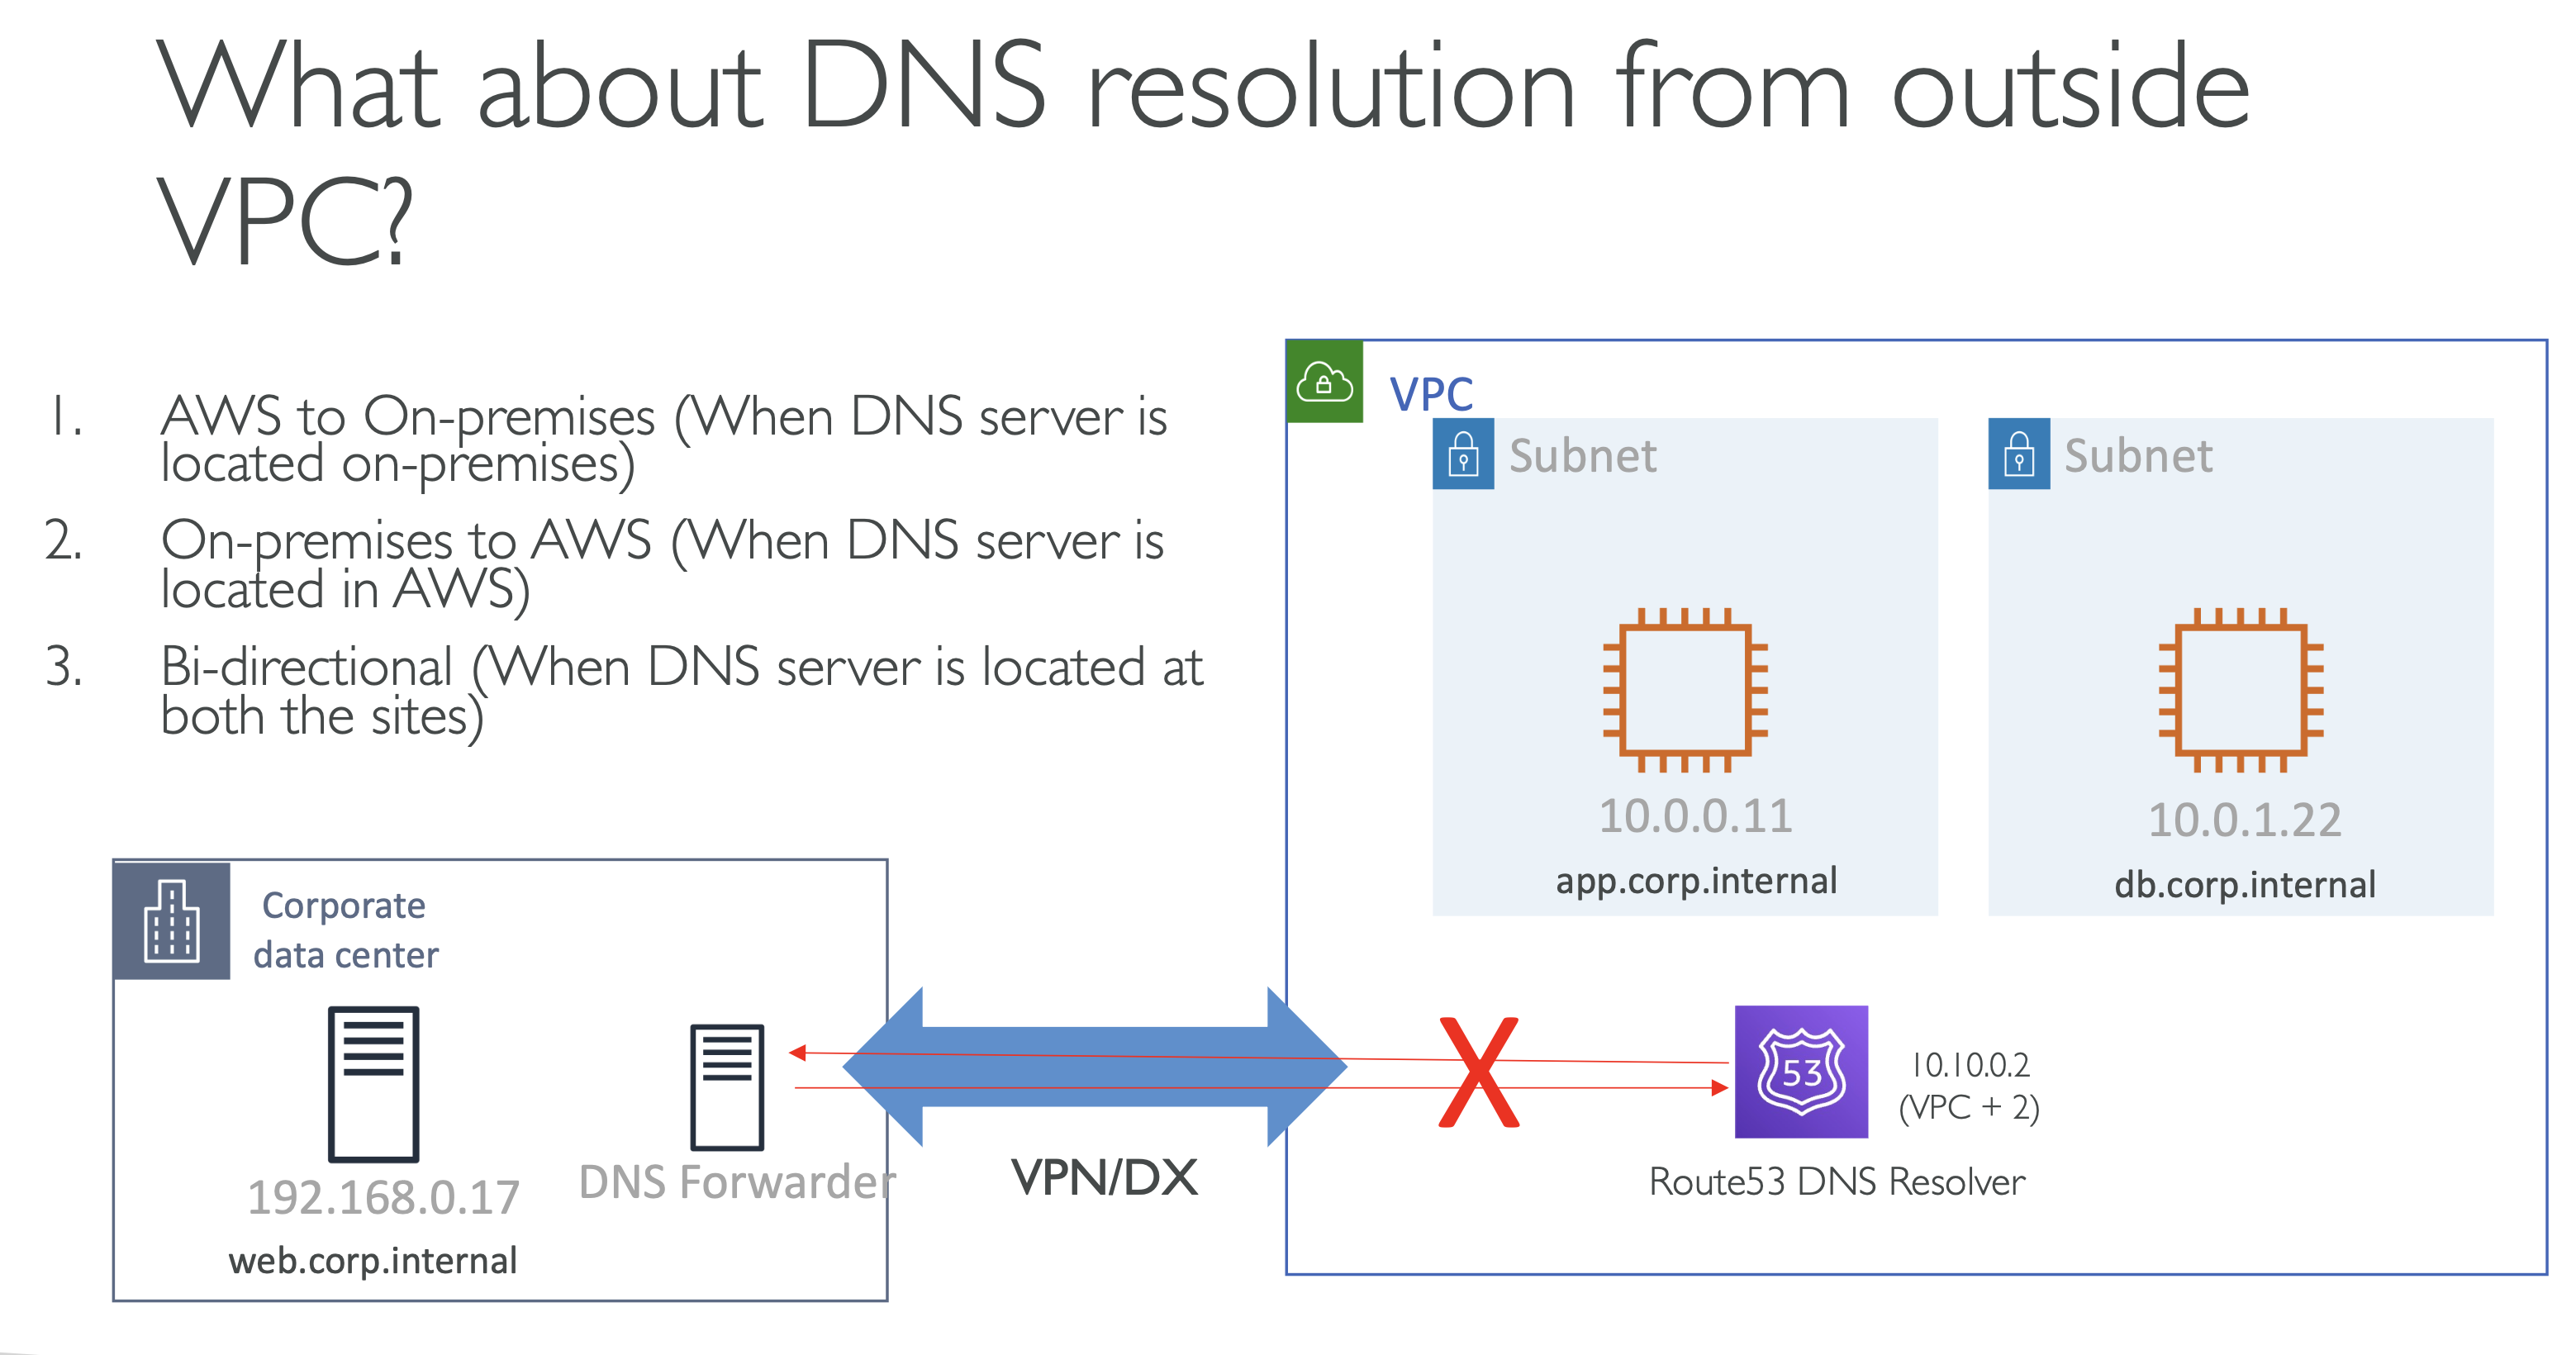 What about DNS resolution from outside
VPC?
1. AWS to On-premises (When DNS server is
located on-premises)
2. On-premises to AWS (When DNS server is
located in AWS)
3. Bi-directional (When DNS server is located at
both the sites)
VPC
Subnet
Subnet
10.0.0.11
app.corp.internal
10.0.1.22
db.corp.internal
Corporate
data center
192.168.0.17
web.corp.internal
DNS Forwarder
VPN/DX
X
53
10.10.0.2
(VPC + 2)
Route53 DNS Resolver